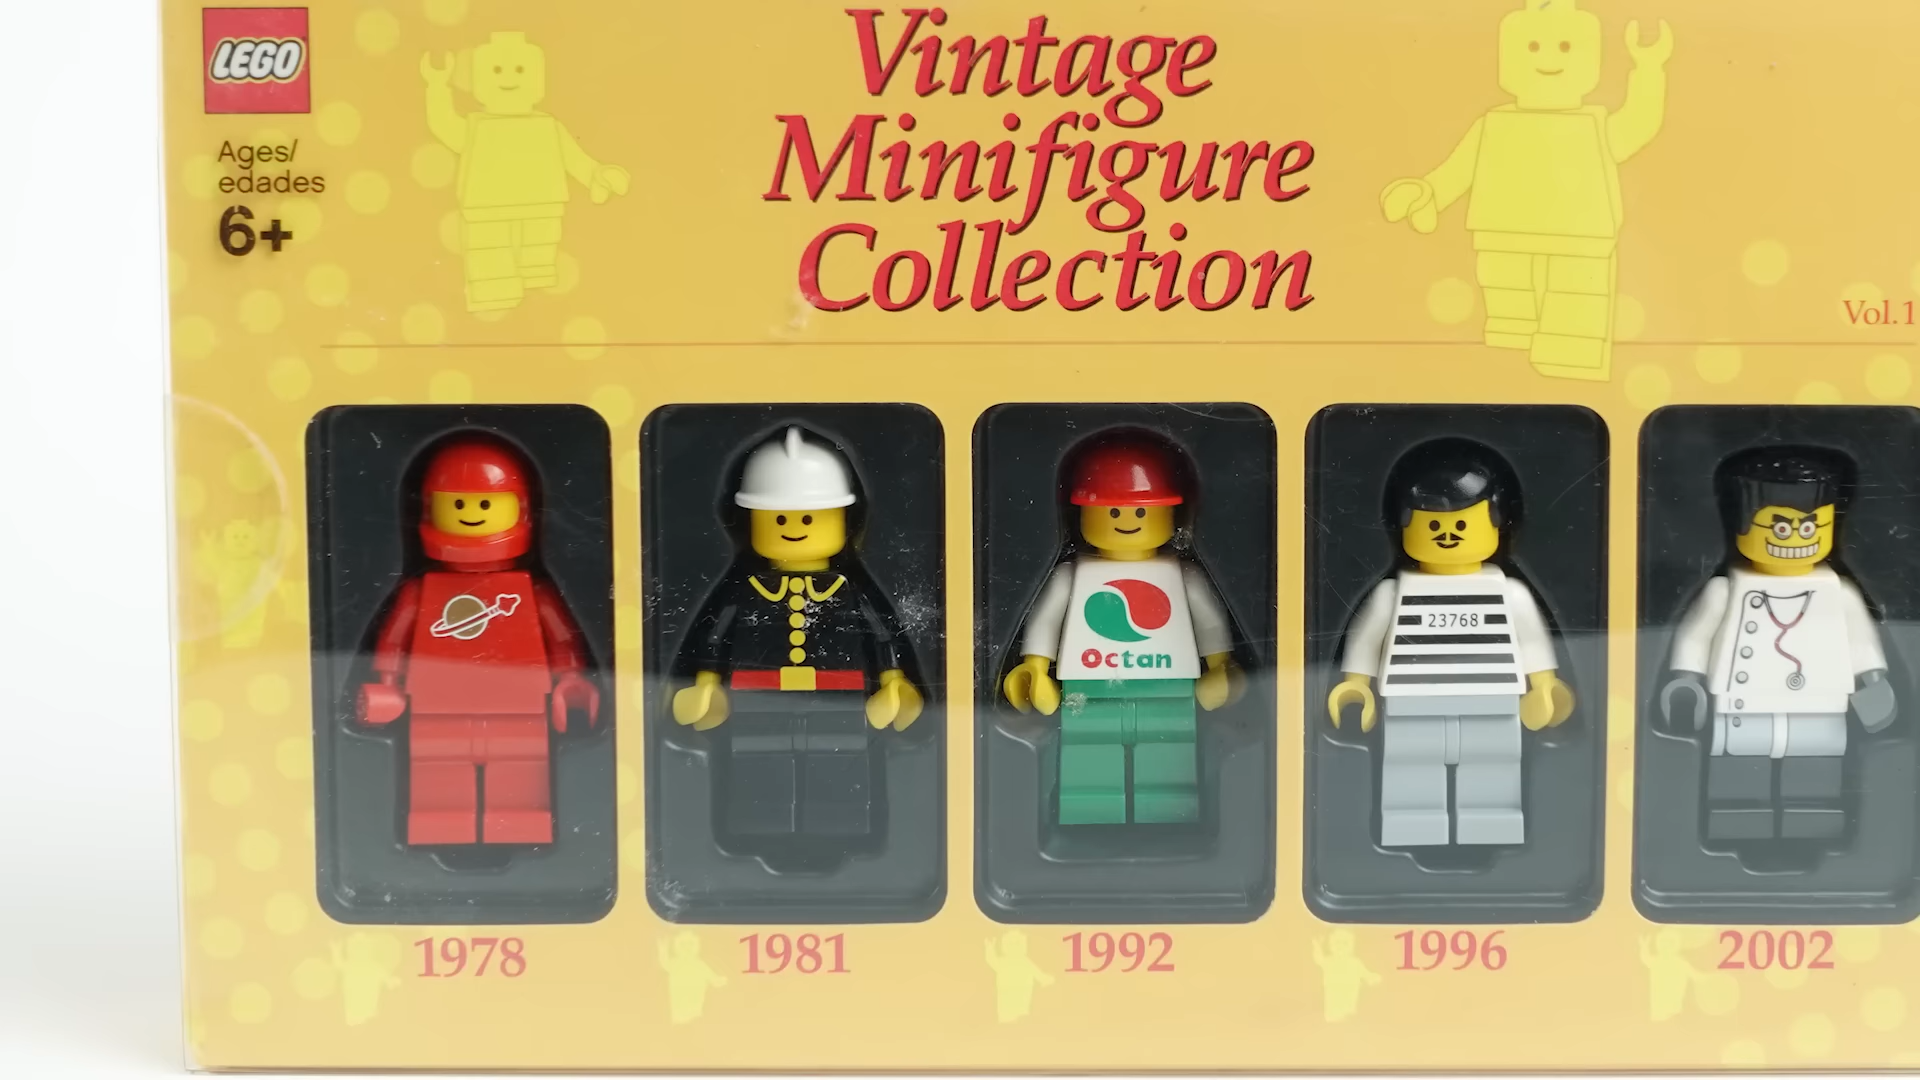 LEGO
Ages/
edades
6+
Vintage
Minifigure
Collection
Vol.1
Octan
23768
1978
1981
1992
1996
2002